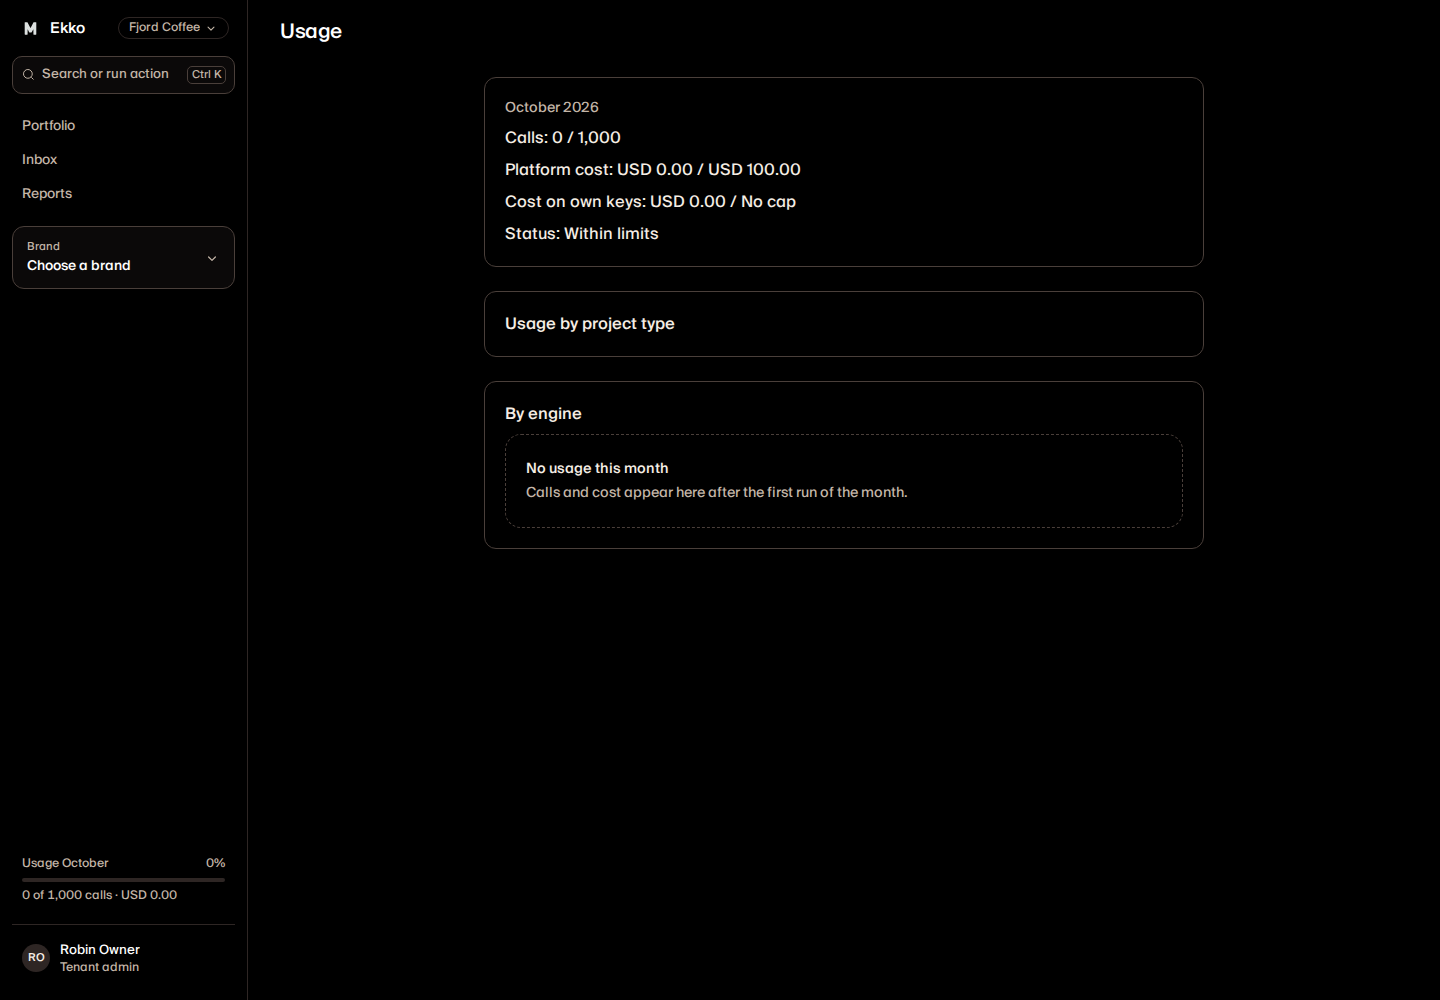 Ekko
Fjord Coffee
Search or run action
Ctrl K
Portfolio
Inbox
Reports
Brand
Choose a brand
Usage October
0%
0 of 1,000 calls · USD 0.00
RO
Robin Owner
Tenant admin
Usage
October 2026
Calls: 0 / 1,000
Platform cost: USD 0.00 / USD 100.00
Cost on own keys: USD 0.00 / No cap
Status: Within limits
Usage by project type
By engine
No usage this month
Calls and cost appear here after the first run of the month.